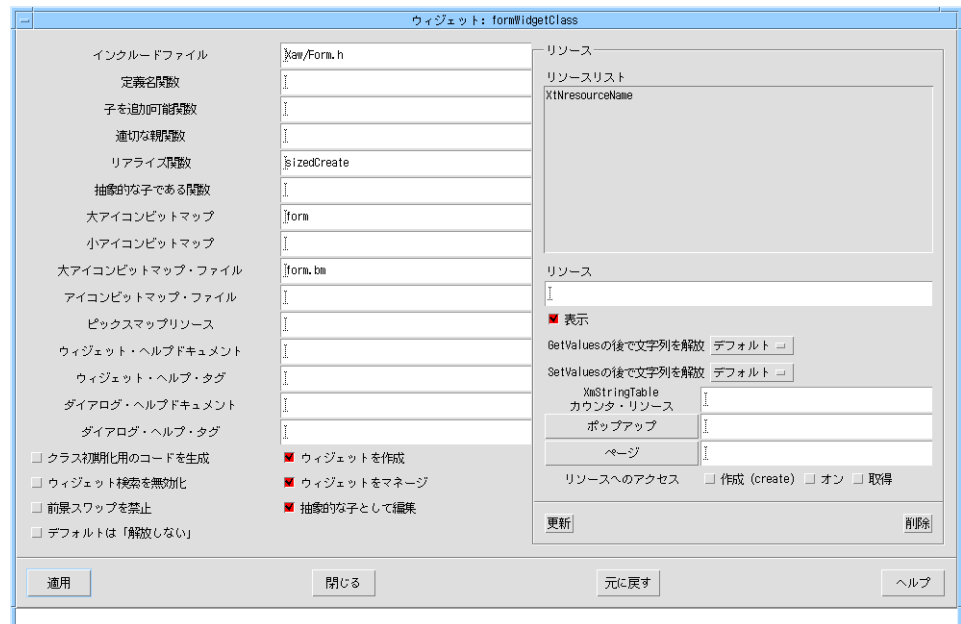 ウィジェット: formWidgetClass
インクルードファイル Xaw/Form.h
定義名関数
子を追加可能関数
適切な親関数
リアライズ関数 sizedCreate
抽象的な子である関数
大アイコンビットマップ form
小アイコンビットマップ
大アイコンビットマップ・ファイル form.bm
アイコンビットマップ・ファイル
ピックスマップリソース
ウィジェット・ヘルプドキュメント
ウィジェット・ヘルプ・タグ
ダイアログ・ヘルプドキュメント
ダイアログ・ヘルプ・タグ
クラス初期化用のコードを生成 ウィジェットを作成
ウィジェット検索を無効化 ウィジェットをマネージ
前景スワップを禁止 抽象的な子として編集
デフォルトは「解放しない」
リソース
リソースリスト
XtNresourceName
リソース
表示
GetValuesの後で文字列を解放 デフォルト
SetValuesの後で文字列を解放 デフォルト
XmStringTable
カウンタ・リソース
ポップアップ
ページ
リソースへのアクセス 作成 (create) オン 取得
更新 削除
適用 閉じる 元に戻す ヘルプ